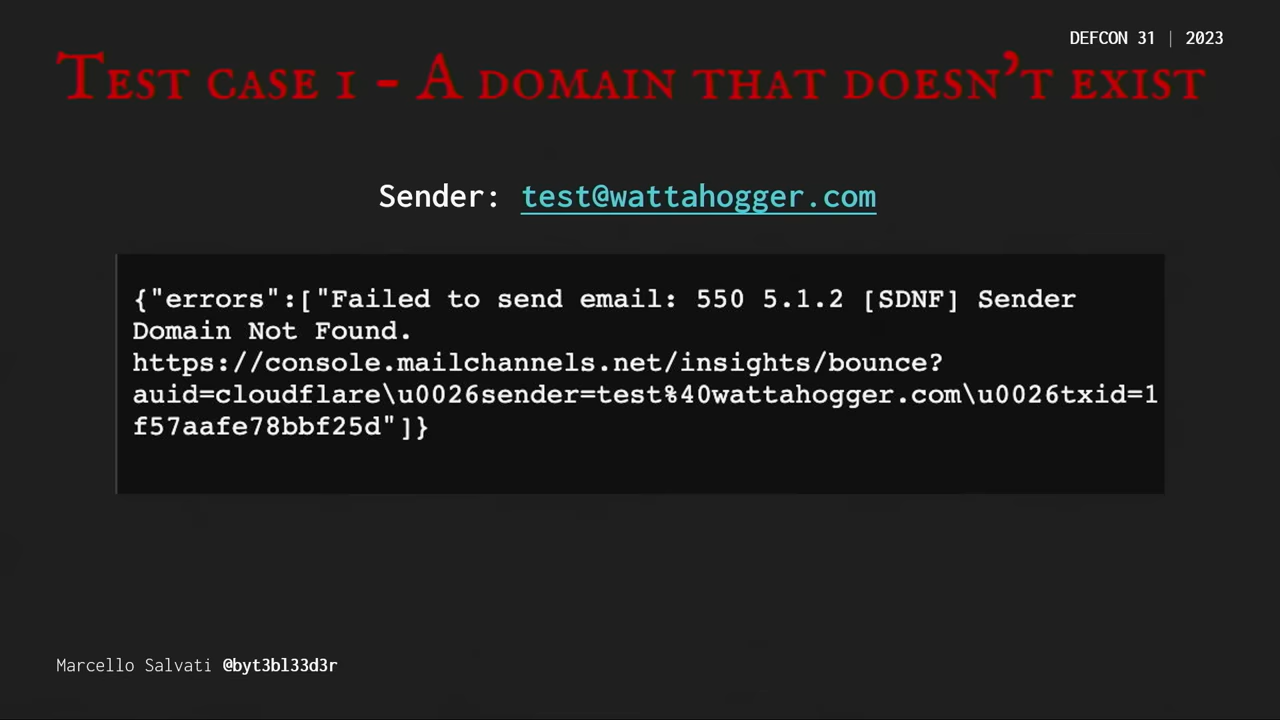 DEFCON 31 | 2023
Test case 1 - A domain that doesn't exist
Sender: test@wattahogger.com
{"errors":["Failed to send email: 550 5.1.2 [SDNF] Sender
Domain Not Found.
https://console.mailchannels.net/insights/bounce?
auid=cloudflare\u0026sender=test%40wattahogger.com\u0026txid=1
f57aafe78bbf25d"]}
Marcello Salvati @byt3bl33d3r